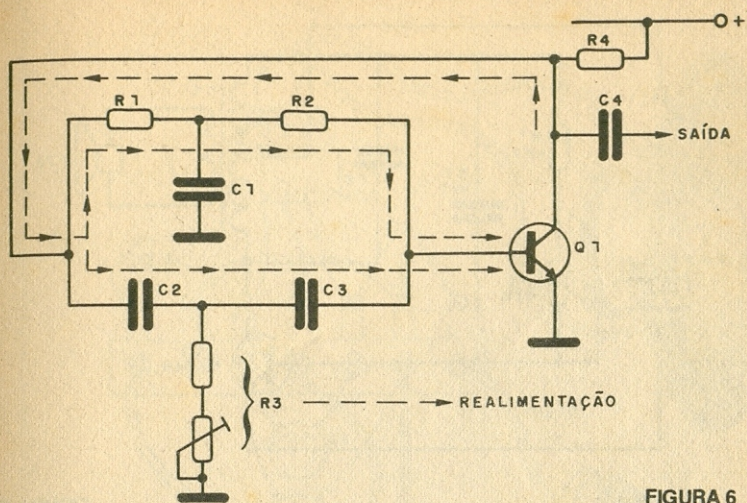 +
R4
R1
R2
C4
SAÍDA
C1
Q1
C2
C3
R3
REALIMENTAÇÃO
FIGURA 6